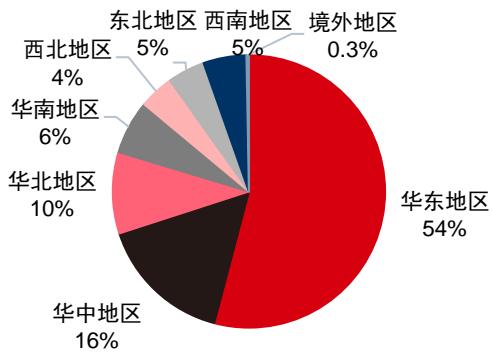 东北地区
5%
西南地区
5%
境外地区
0.3%
西北地区
4%
华南地区
6%
华北地区
10%
华东地区
54%
华中地区
16%